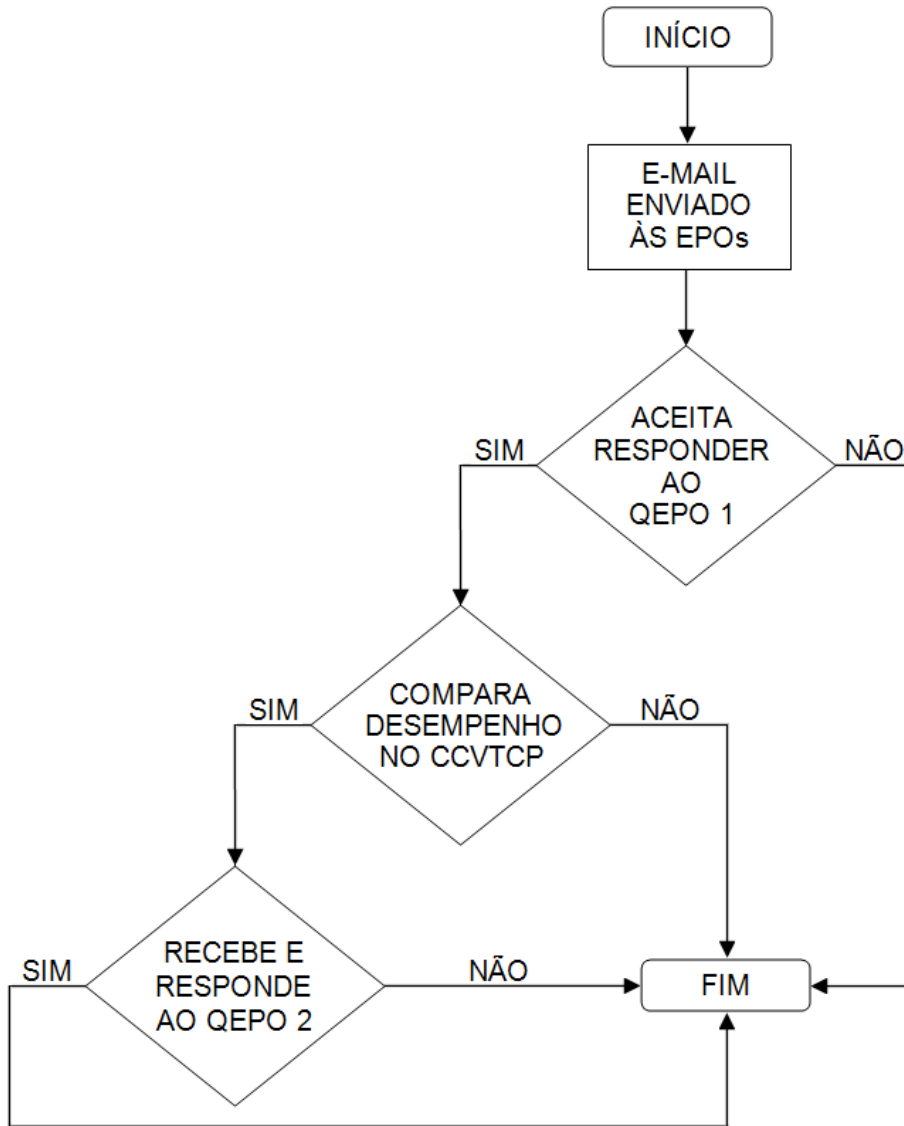 INÍCIO
E-MAIL
ENVIADO
ÀS EPOs
ACEITA
RESPONDER
AO
QEPO 1
SIM
NÃO
COMPARA
DESEMPENHO
NO CCVTCP
SIM
NÃO
RECEBE E
RESPONDE
AO QEPO 2
SIM
NÃO
FIM